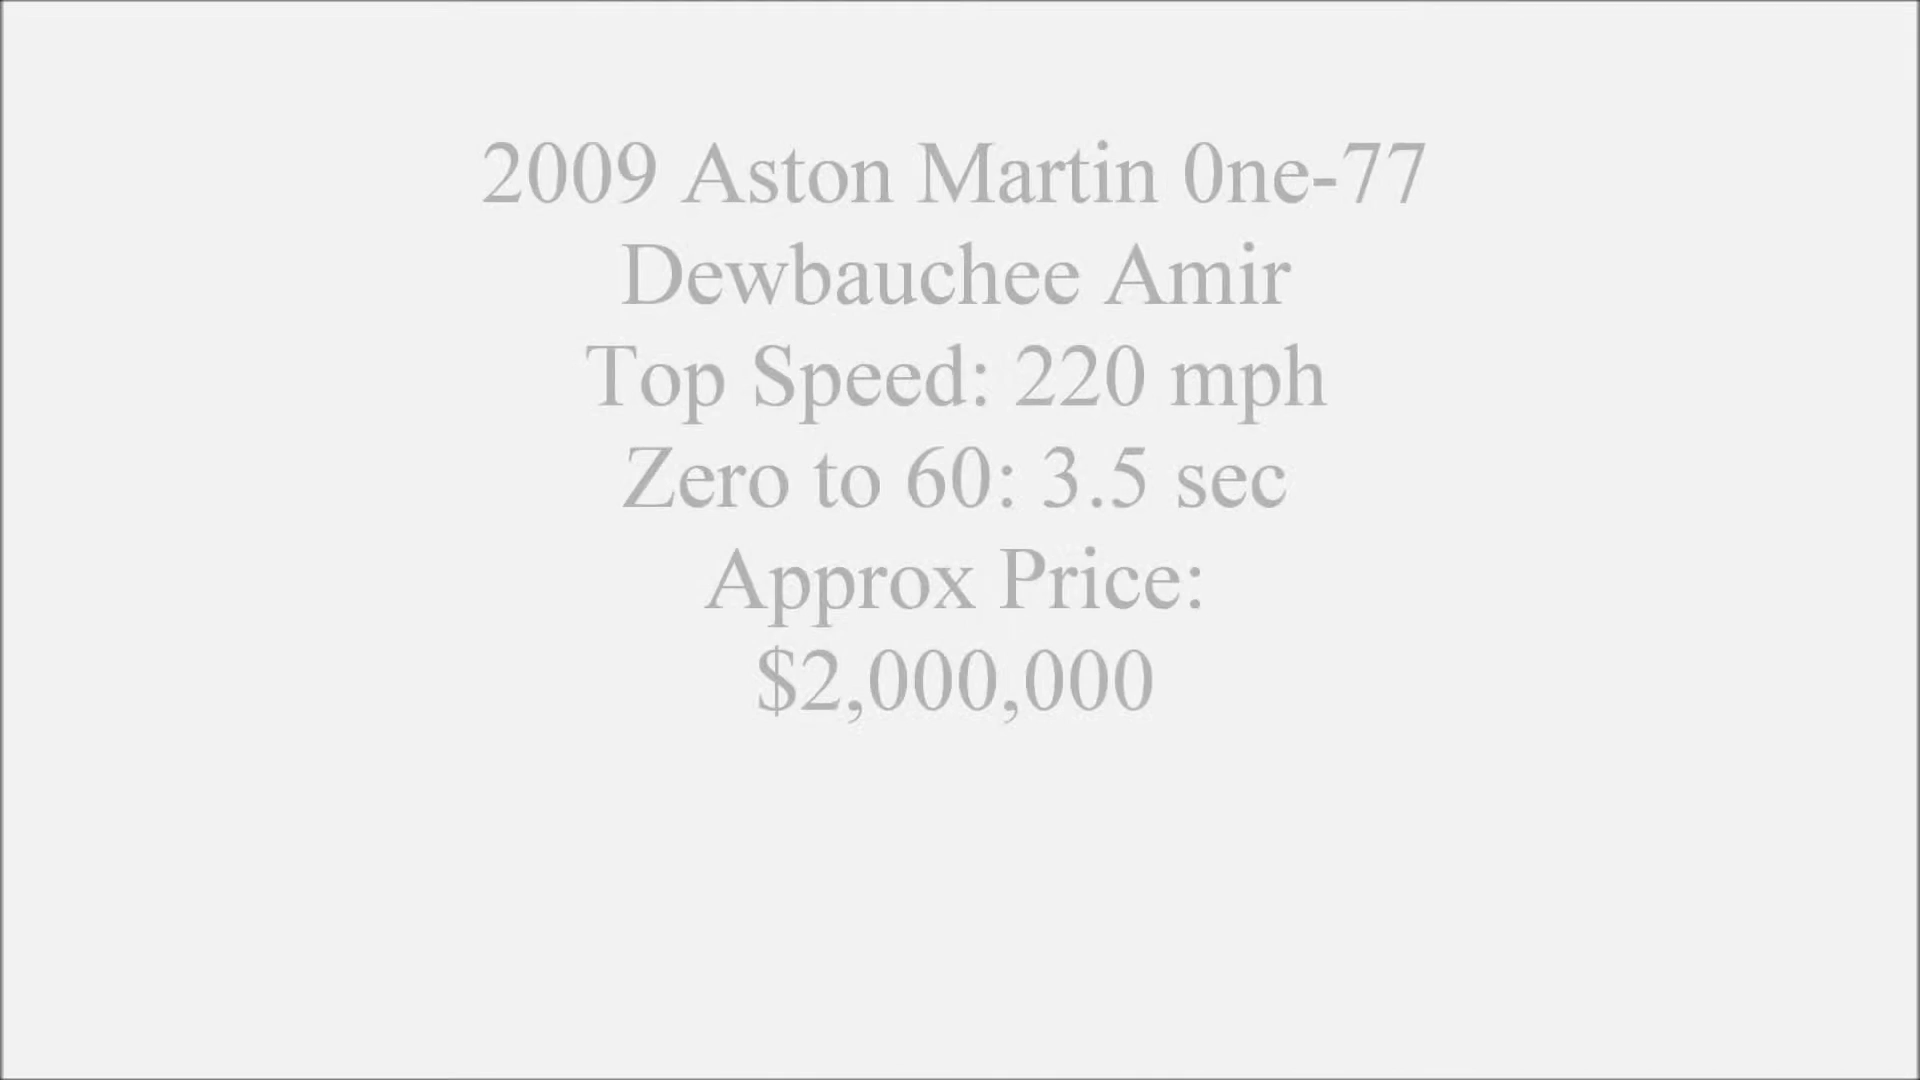 2009 Aston Martin 0ne-77
Dewbauchee Amir
Top Speed: 220 mph
Zero to 60: 3.5 sec
Approx Price:
$2,000,000